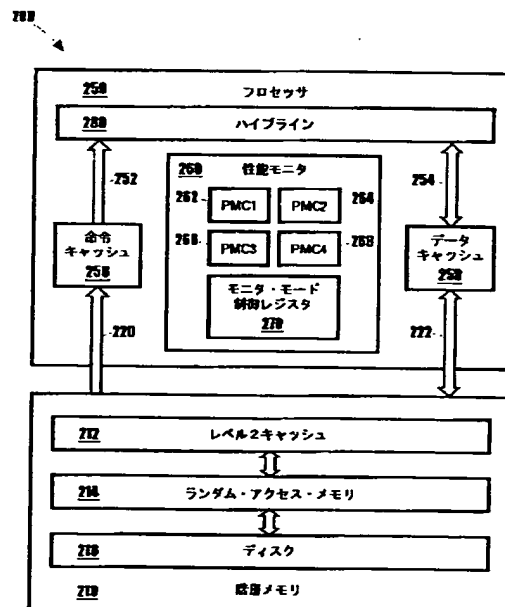 200
250 フロセッサ
280 ハイブライン
252
260 性能モニタ
254
262 PMC1 PMC2 264
266 PMC3 PMC4 268
命令
キャッシュ
256
データ
キャッシュ
258
モニタ・モード
制御レジスタ
270
220
222
212 レベル2キャッシュ
214 ランダム・アクセス・メモリ
216 ディスク
210 階層メモリ